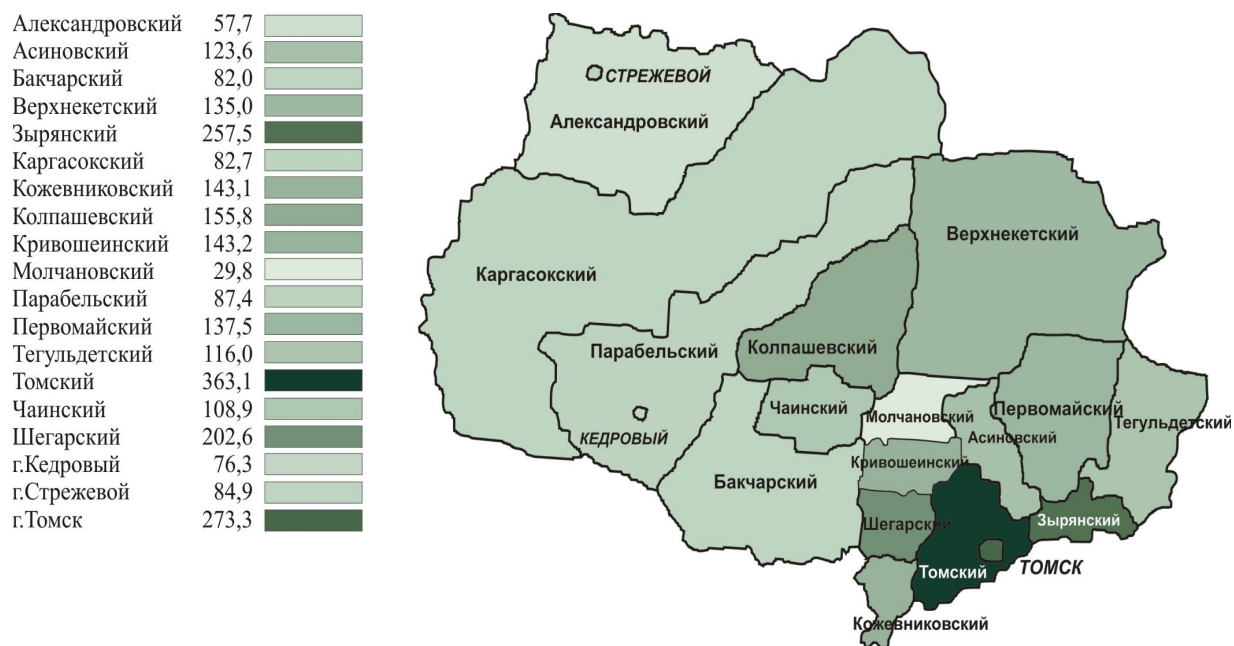 Александровский 57,7
Асиновский 123,6
Бакчарский 82,0
Верхнекетский 135,0
Зырянский 257,5
Каргасокский 82,7
Кожевниковский 143,1
Колпашевский 155,8
Кривошеинский 143,2
Молчановский 29,8
Парабельский 87,4
Первомайский 137,5
Тегульдетский 116,0
Томский 363,1
Чаинский 108,9
Шегарский 202,6
г.Кедровый 76,3
г.Стрежевой 84,9
г.Томск 273,3
СТРЕЖЕВОЙ
Александровский
Верхнекетский
Каргасокский
Парабельский
Колпашевский
Чаинский
Молчановский
Первомайский
Тегульдетский
КЕДРОВЫЙ
Асиновский
Кривошеинский
Бакчарский
Шегарский
Зырянский
Томский
ТОМСК
Кожевниковский